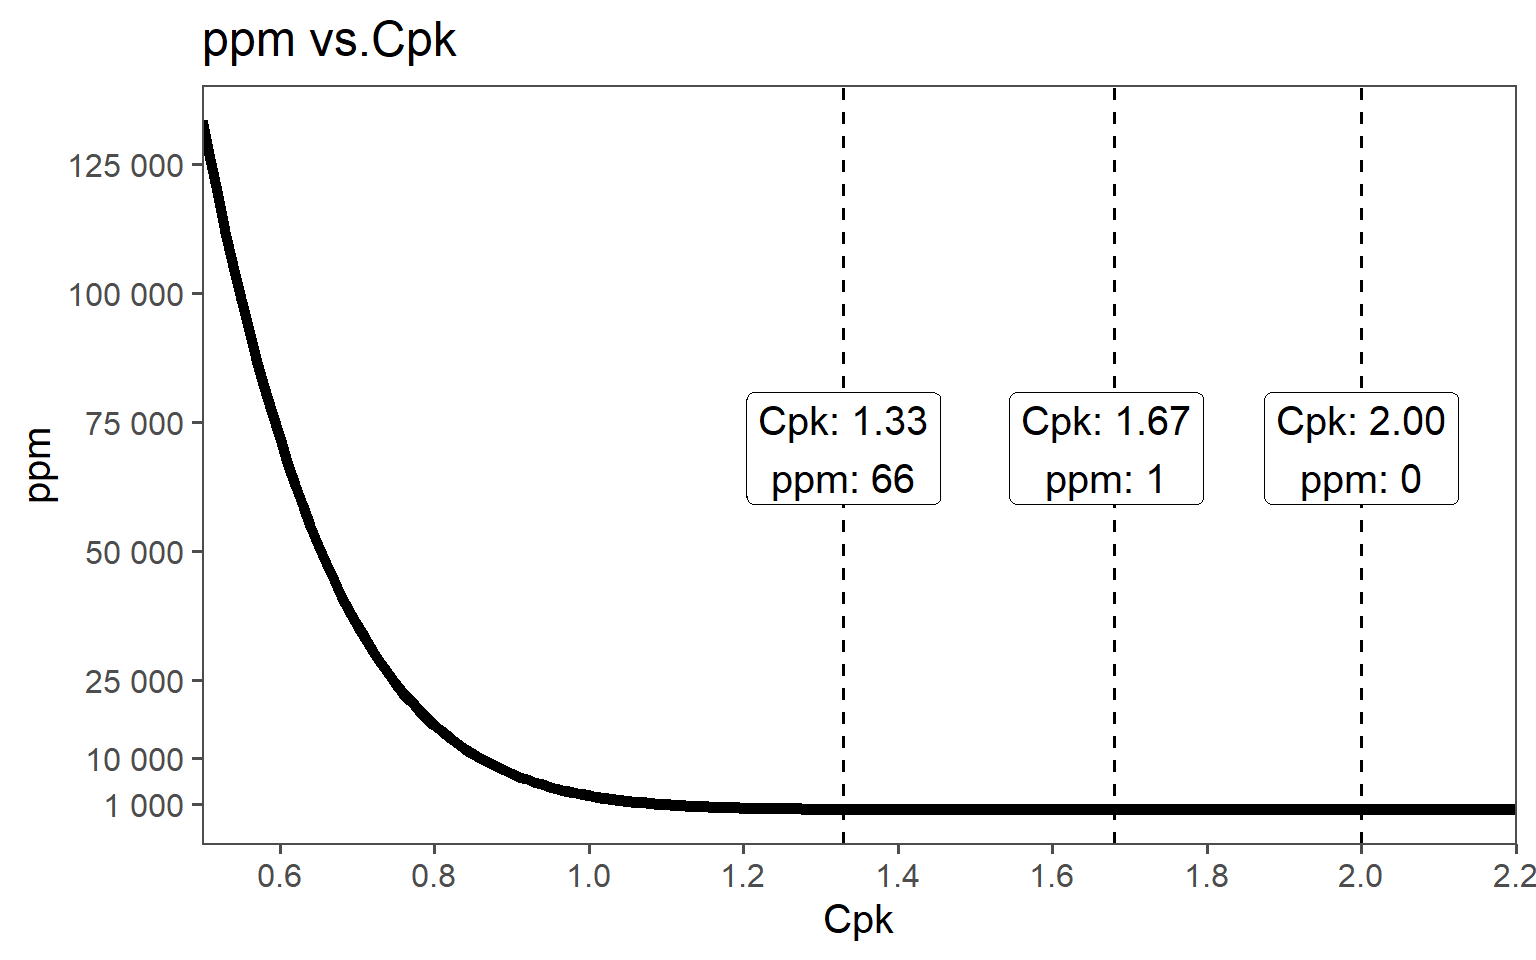 ppm vs.Cpk
125 000
100 000
75 000
50 000
25 000
10 000
1 000
ppm
Cpk: 1.33
ppm: 66
Cpk: 1.67
ppm: 1
Cpk: 2.00
ppm: 0
0.6 0.8 1.0 1.2 1.4 1.6 1.8 2.0 2.2
Cpk